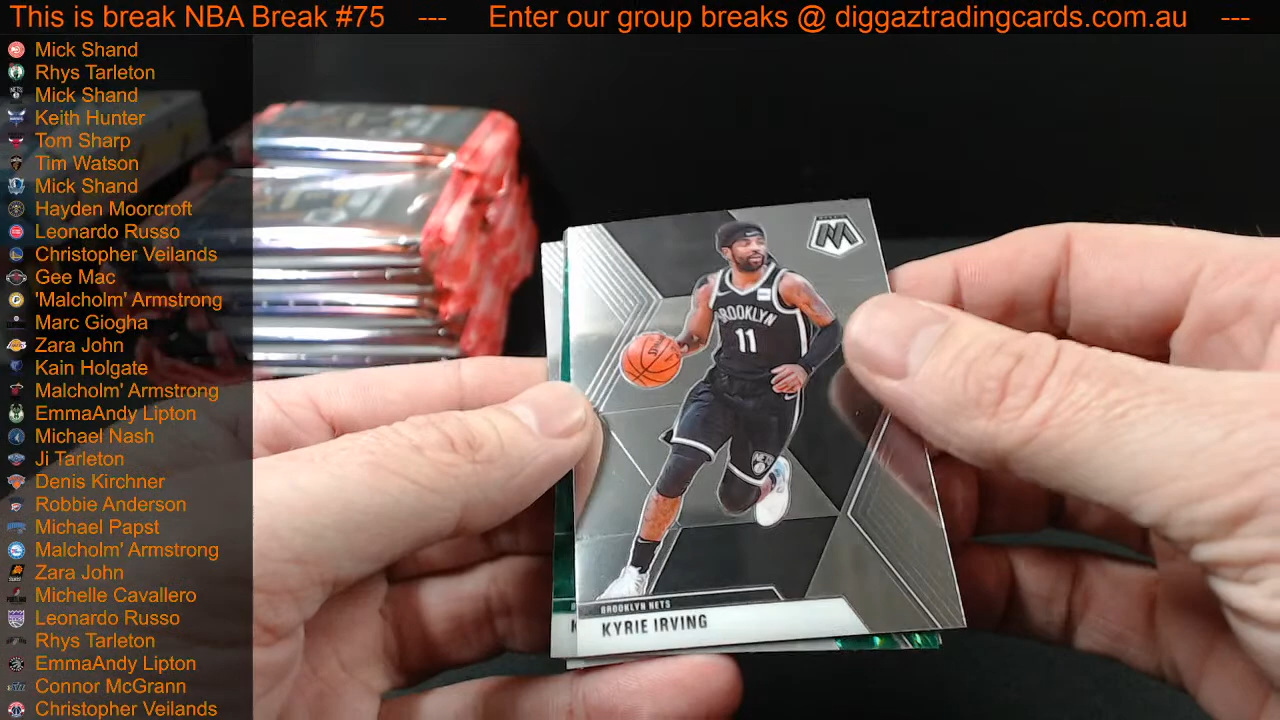 This is break NBA Break #75 --- Enter our group breaks @ diggaztradingcards.com.au ---
Mick Shand
Rhys Tarleton
Mick Shand
Keith Hunter
Tom Sharp
Tim Watson
Mick Shand
Hayden Moorcroft
Leonardo Russo
Christopher Veilands
Gee Mac
'Malcholm' Armstrong
Marc Giogha
Zara John
Kain Holgate
Malcholm' Armstrong
EmmaAndy Lipton
Michael Nash
Ji Tarleton
Denis Kirchner
Robbie Anderson
Michael Papst
Malcholm' Armstrong
Zara John
Michelle Cavallero
Leonardo Russo
Rhys Tarleton
EmmaAndy Lipton
Connor McGrann
Christopher Veilands
BROOKLYN
11
NETS
BROOKLYN NETS
KYRIE IRVING